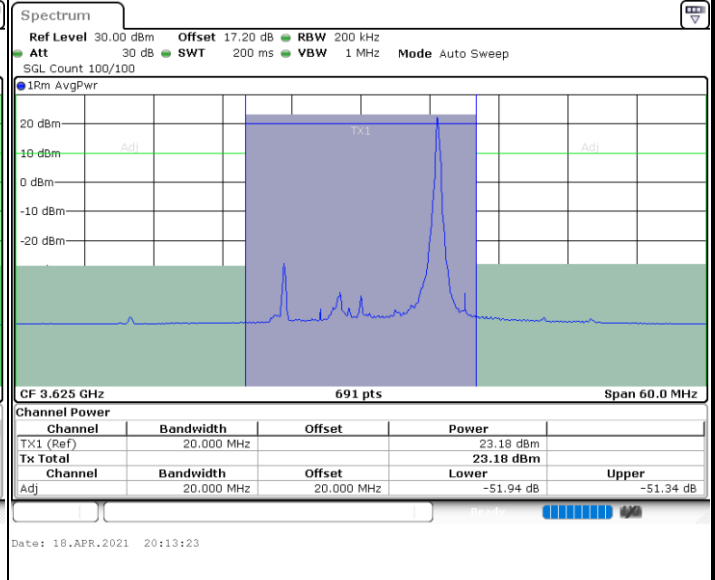 Spectrum
Ref Level 30.00 dBm Offset 17.20 dB RBW 200 kHz
Att 30 dB SWT 200 ms VBW 1 MHz Mode Auto Sweep
SGL Count 100/100
1Rm AvgPwr
20 dBm
TX1
Adj Adj
10 dBm
0 dBm
-10 dBm
-20 dBm
CF 3.625 GHz 691 pts Span 60.0 MHz
Channel Power
Channel Bandwidth Offset Power
TX1 (Ref) 20.000 MHz 23.18 dBm
Tx Total 23.18 dBm
Channel Bandwidth Offset Lower Upper
Adj 20.000 MHz 20.000 MHz -51.94 dB -51.34 dB
Ready
Date: 18.APR.2021 20:13:23